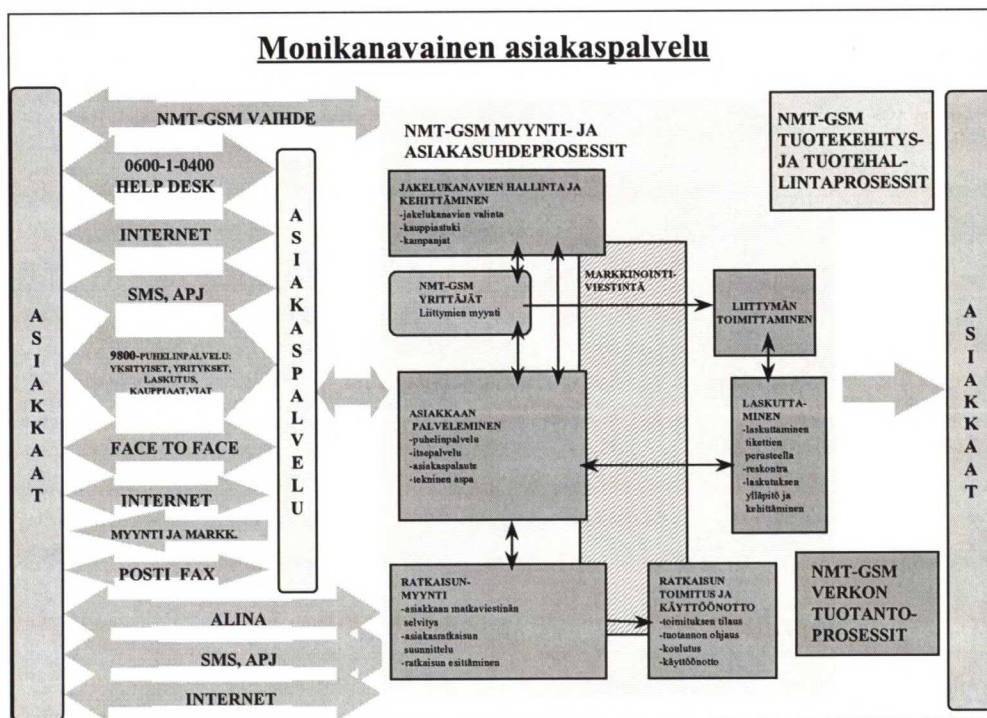 Monikanavainen asiakaspalvelu
ASIAKKAAT
NMT-GSM VAIHDE
0600-1-0400
HELP DESK
INTERNET
SMS, APJ
9800-PUHELINPALVELU:
YKSITYISET, YRITYKSET,
LASKUTUS,
KAUPPIAAT,VIAT
FACE TO FACE
INTERNET
MYYNTI JA MARKK.
POSTI FAX
ALINA
SMS, APJ
INTERNET
ASIAKASPALVELU
NMT-GSM MYYNTI- JA
ASIAKASUHDEPROSESSIT
JAKELUKANAVIEN HALLINTA JA
KEHITTÄMINEN
-jakelukanavien valinta
-kauppiastuki
-kampanjat
NMT-GSM
YRITTÄJÄT
Liittymien myynti
MARKKINOINTI-
VIESTINTÄ
ASIAKKAAN
PALVELEMINEN
-puhelinpalvelu
-itsepalvelu
-asiakaspalaute
-tekninen aspa
RATKAISUN-
MYYNTI
-asiakkaan matkaviestinän
selvitys
-asiakasratkaisun
suunnittelu
-ratkaisun esittäminen
RATKAISUN
TOIMITUS JA
KÄYTTÖÖNOTTO
-toimituksen tilaus
-tuotannon ohjaus
-koulutus
-käyttöönotto
LIITTYMÄN
TOIMITTAMINEN
LASKUTTA-
MINEN
-laskuttaminen
tikettien
perusteella
-reskontra
-laskutuksen
ylläpitö ja
kehittäminen
NMT-GSM
TUOTEKEHITYS-
JA TUOTEHAL-
LINTAPROSESSIT
NMT-GSM
VERKON
TUOTANTO-
PROSESSIT
ASIAKKAAT